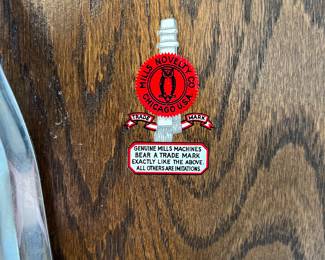 MILLS NOVELTY CO
CHICAGO U.S.A.
TRADE MARK
GENUINE MILLS MACHINES
BEAR A TRADE MARK
EXACTLY LIKE THE ABOVE.
ALL OTHERS ARE IMITATIONS